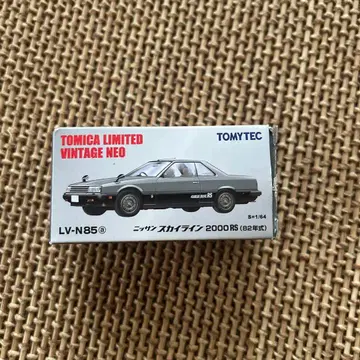 TOMICA LIMITED
VINTAGE NEO
TOMYTEC
S=1/64
LV-N85ⓐ
ニッサン スカイライン 2000RS (82年式)